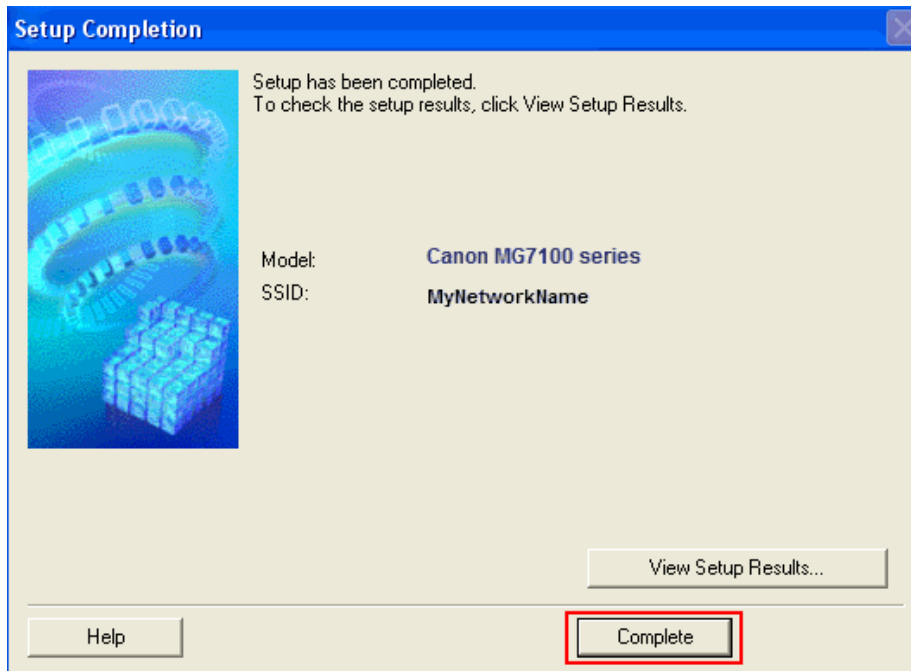 Setup Completion
Setup has been completed.
To check the setup results, click View Setup Results.
Model: Canon MG7100 series
SSID: MyNetworkName
View Setup Results...
Help Complete